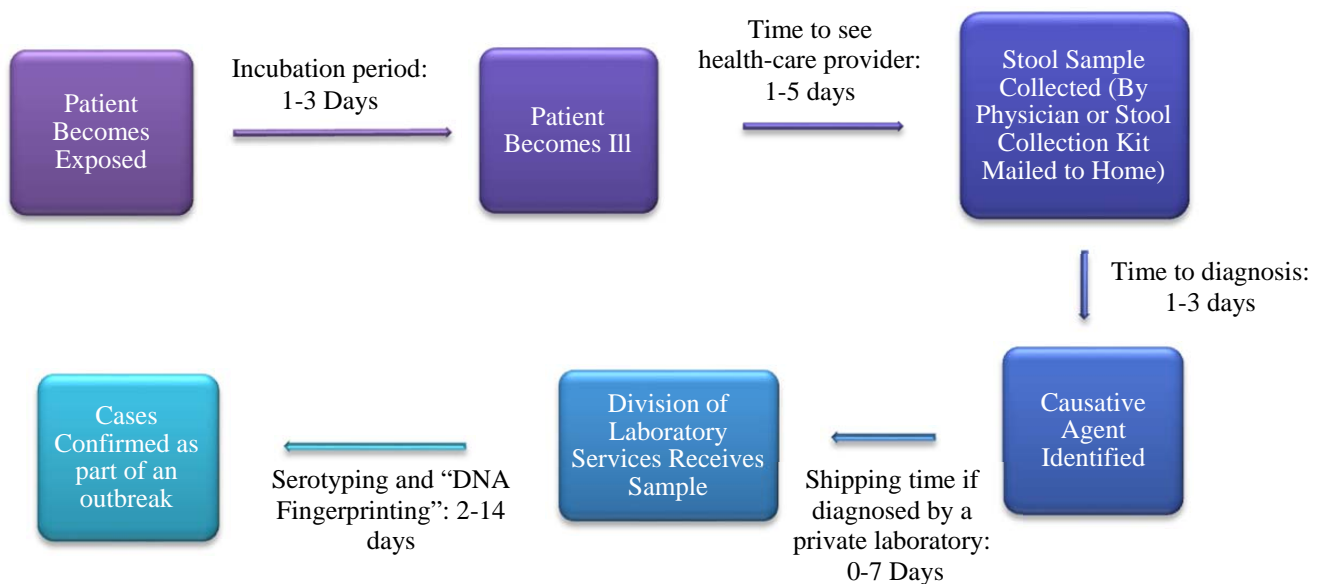 Patient
Becomes
Exposed
Incubation period:
1-3 Days
Patient
Becomes Ill
Time to see
health-care provider:
1-5 days
Stool Sample
Collected (By
Physician or Stool
Collection Kit
Mailed to Home)
Time to diagnosis:
1-3 days
Causative
Agent
Identified
Shipping time if
diagnosed by a
private laboratory:
0-7 Days
Division of
Laboratory
Services Receives
Sample
Serotyping and “DNA
Fingerprinting”: 2-14
days
Cases
Confirmed as
part of an
outbreak